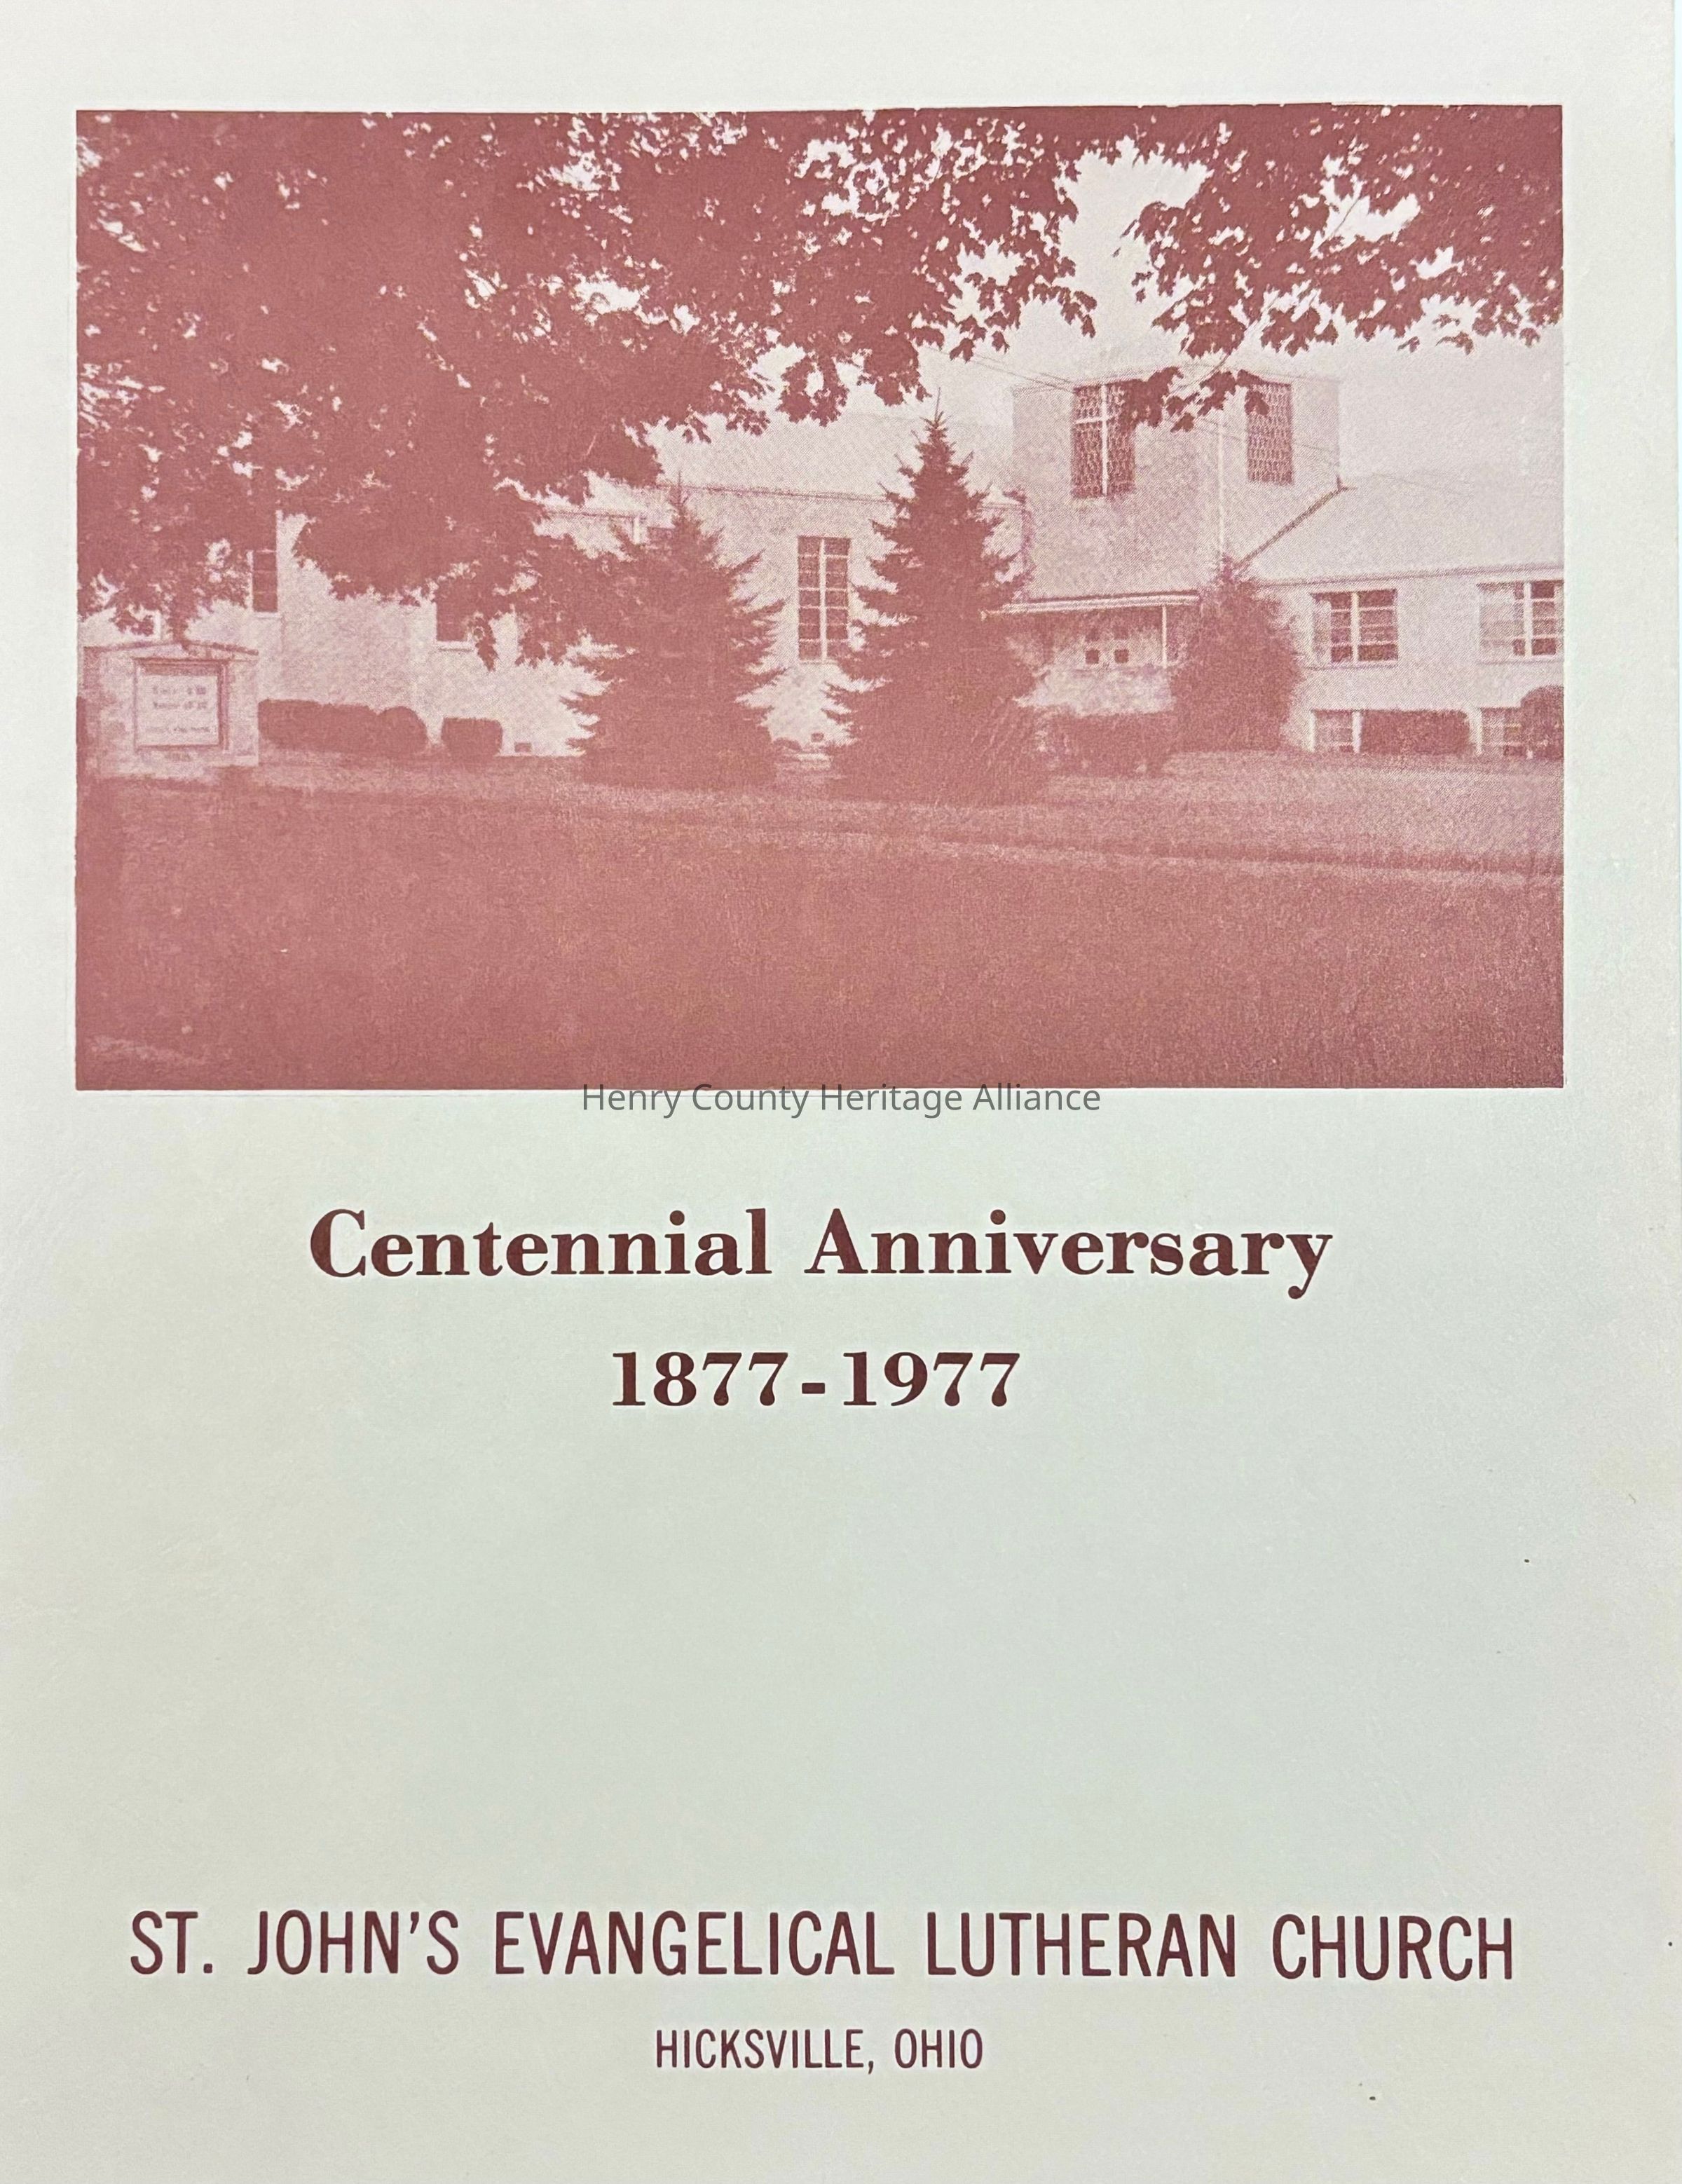 Henry County Heritage Alliance
Centennial Anniversary
1877-1977
ST. JOHN'S EVANGELICAL LUTHERAN CHURCH
HICKSVILLE, OHIO